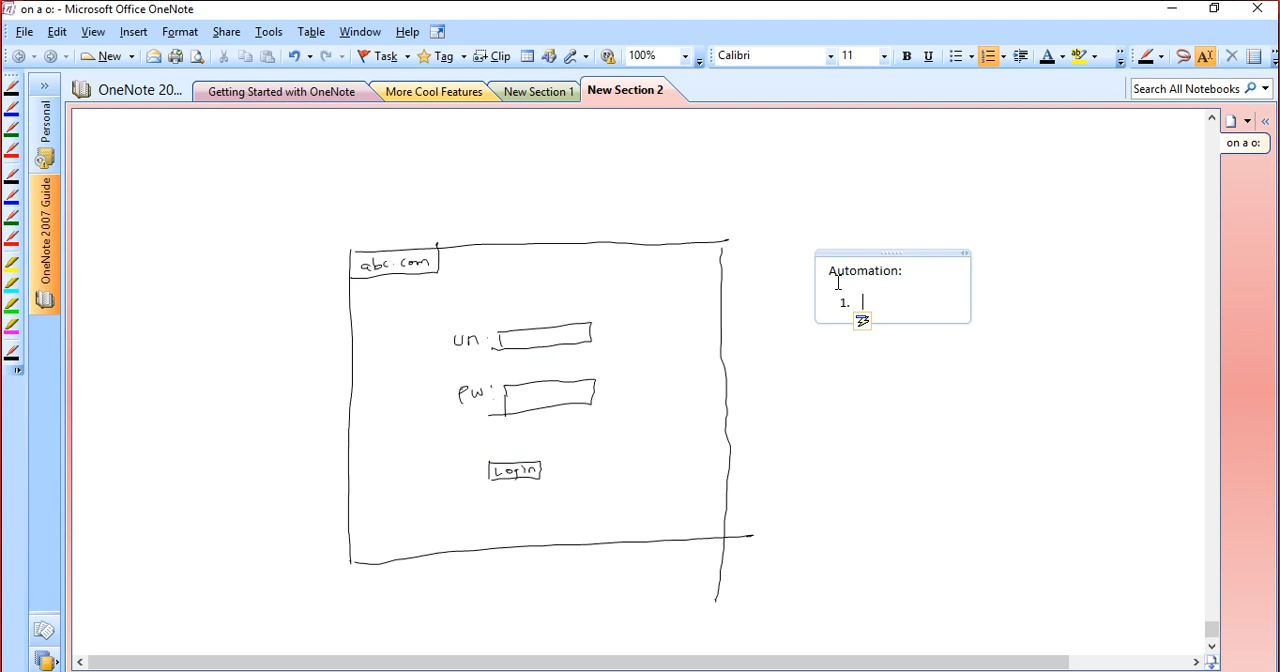 on a o: - Microsoft Office OneNote
File Edit View Insert Format Share Tools Table Window Help
New Task Tag Clip 100% Calibri 11 B U A ab A
OneNote 20... Getting Started with OneNote More Cool Features New Section 1 New Section 2 Search All Notebooks
Personal
OneNote 2007 Guide
on a o:
abc.com
un:
pw:
Login
Automation:
1.